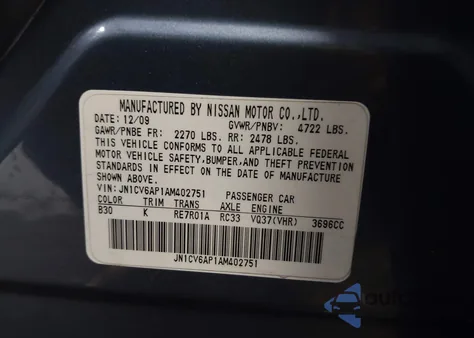 MANUFACTURED BY NISSAN MOTOR CO.,LTD.
DATE: 12/09 GVWR/PNBV: 4722 LBS.
GAWR/PNBE FR: 2270 LBS. RR: 2478 LBS.
THIS VEHICLE CONFORMS TO ALL APPLICABLE FEDERAL
MOTOR VEHICLE SAFETY, BUMPER, AND THEFT PREVENTION
STANDARDS IN EFFECT ON THE DATE OF MANUFACTURE
SHOWN ABOVE.
VIN: JN1CV6AP1AM402751 PASSENGER CAR
COLOR TRIM TRANS AXLE ENGINE
B30 K RE7R01A RC33 VQ37(VHR) 3696CC
JN1CV6AP1AM402751